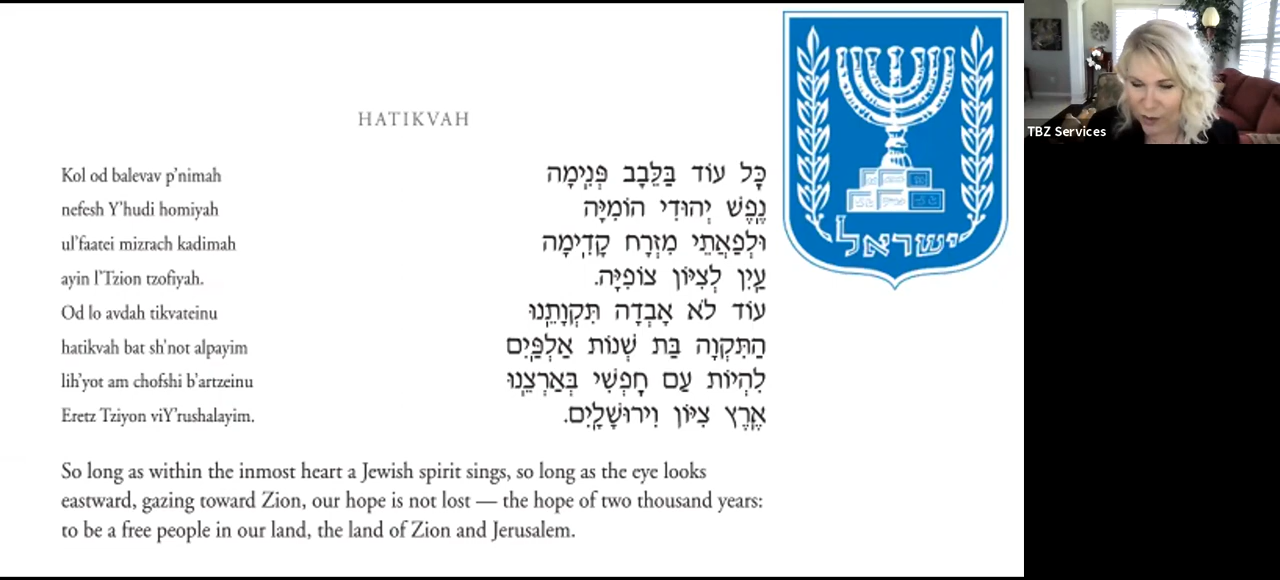 HATIKVAH
Kol od balevav p'nimah
nefesh Y'hudi homiyah
ul'faatei mizrach kadimah
ayin l'Tzion tzofiyah.
Od lo avdah tikvateinu
hatikvah bat sh'not alpayim
lih'yot am chofshi b'artzeinu
Eretz Tziyon viY'rushalayim.
כׇּל עוֹד בַּלֵּבָב פְּנִֽימָה
נֶֽפֶשׁ יְהוּדִי הוֹמִיָּה
וּלְפַאֲתֵי מִזְרָח קָדִֽימָה
עַֽיִן לְצִיּוֹן צוֹפִיָּה.
עוֹד לֹא אָבְדָה תִּקְוָתֵֽנוּ
הַתִּקְוָה בַּת שְׁנוֹת אַלְפַּֽיִם
לִהְיוֹת עַם חׇפְשִׁי בְּאַרְצֵֽנוּ
אֶֽרֶץ צִיּוֹן וִירוּשָׁלָֽיִם.
So long as within the inmost heart a Jewish spirit sings, so long as the eye looks
eastward, gazing toward Zion, our hope is not lost — the hope of two thousand years:
to be a free people in our land, the land of Zion and Jerusalem.
ישראל
TBZ Services